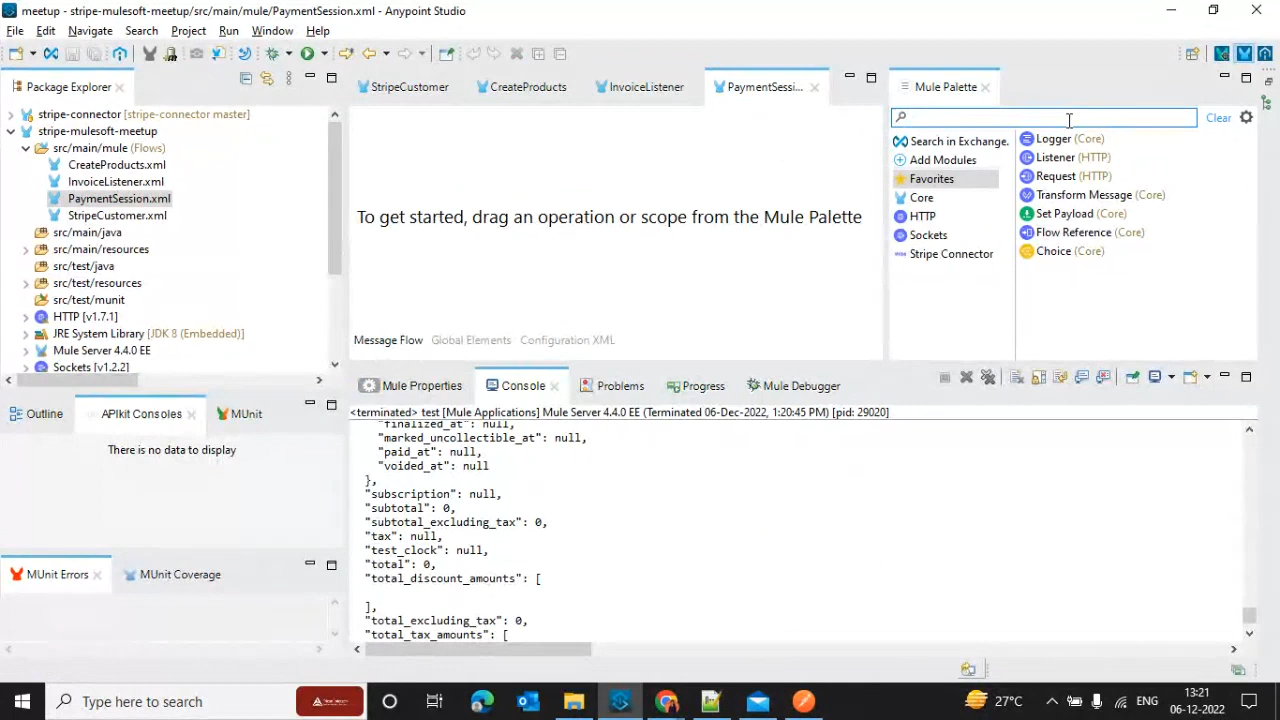 meetup - stripe-mulesoft-meetup/src/main/mule/PaymentSession.xml - Anypoint Studio
File Edit Navigate Search Project Run Window Help
Package Explorer
stripe-connector [stripe-connector master]
stripe-mulesoft-meetup
src/main/mule (Flows)
CreateProducts.xml
InvoiceListener.xml
PaymentSession.xml
StripeCustomer.xml
src/main/java
src/main/resources
src/test/java
src/test/resources
src/test/munit
HTTP [v1.7.1]
JRE System Library [JDK 8 (Embedded)]
Mule Server 4.4.0 EE
Sockets [v1.2.2]
StripeCustomer CreateProducts InvoiceListener PaymentSessi...
To get started, drag an operation or scope from the Mule Palette
Message Flow Global Elements Configuration XML
Mule Palette
Clear
Search in Exchange.
Add Modules
Favorites
Core
HTTP
Sockets
Stripe Connector
Logger (Core)
Listener (HTTP)
Request (HTTP)
Transform Message (Core)
Set Payload (Core)
Flow Reference (Core)
Choice (Core)
Outline APIkit Consoles MUnit
There is no data to display
MUnit Errors MUnit Coverage
Mule Properties Console Problems Progress Mule Debugger
<terminated> test [Mule Applications] Mule Server 4.4.0 EE (Terminated 06-Dec-2022, 1:20:45 PM) [pid: 29020]
"finalized_at": null,
"marked_uncollectible_at": null,
"paid_at": null,
"voided_at": null
},
"subscription": null,
"subtotal": 0,
"subtotal_excluding_tax": 0,
"tax": null,
"test_clock": null,
"total": 0,
"total_discount_amounts": [
],
"total_excluding_tax": 0,
"total_tax_amounts": [
Type here to search
27°C
ENG
13:21
06-12-2022